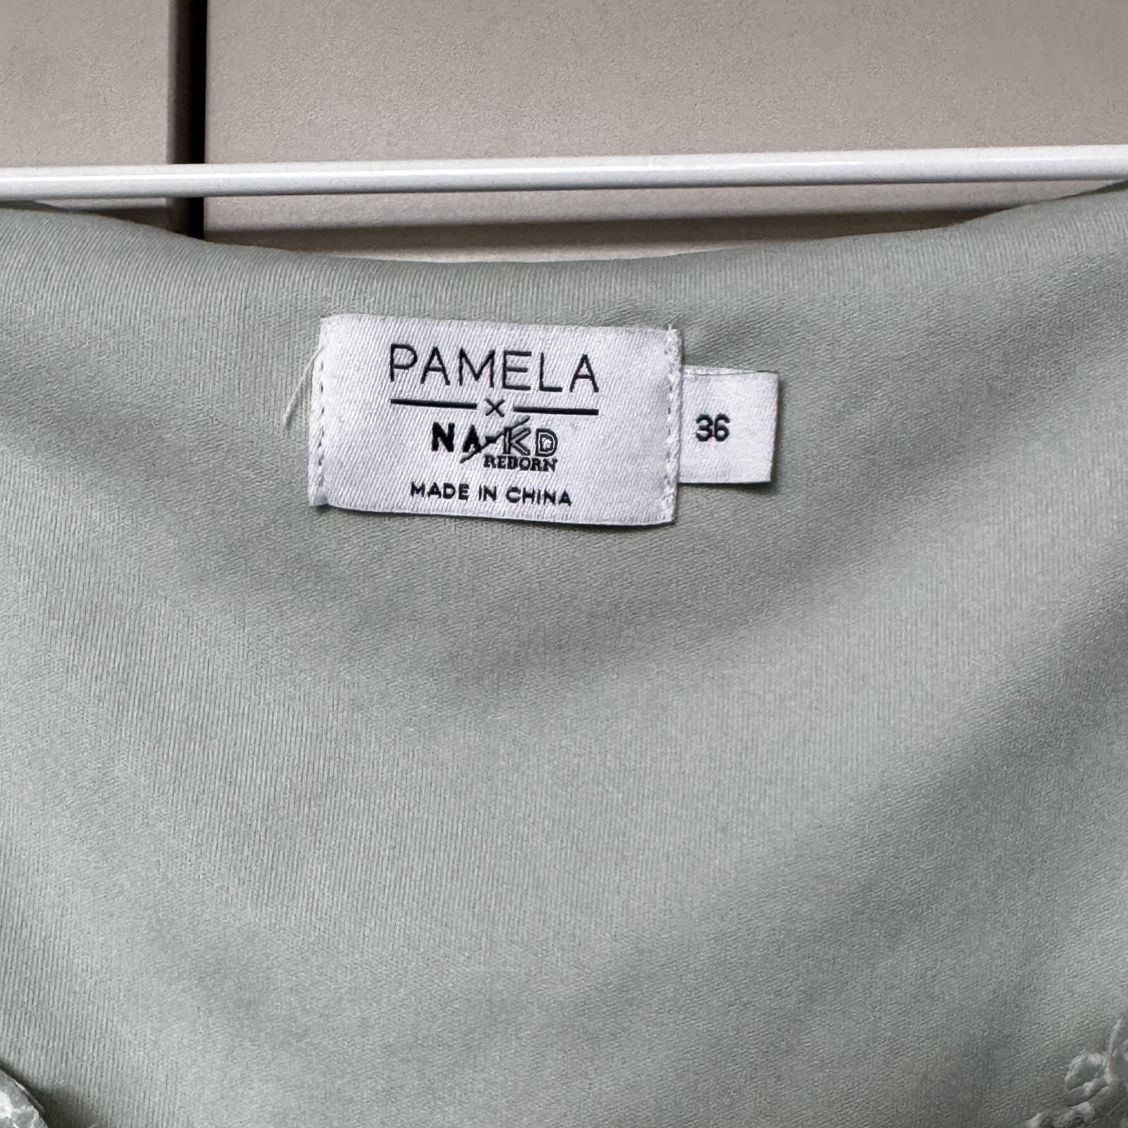 PAMELA
x
NA-KD
REBORN
MADE IN CHINA
36